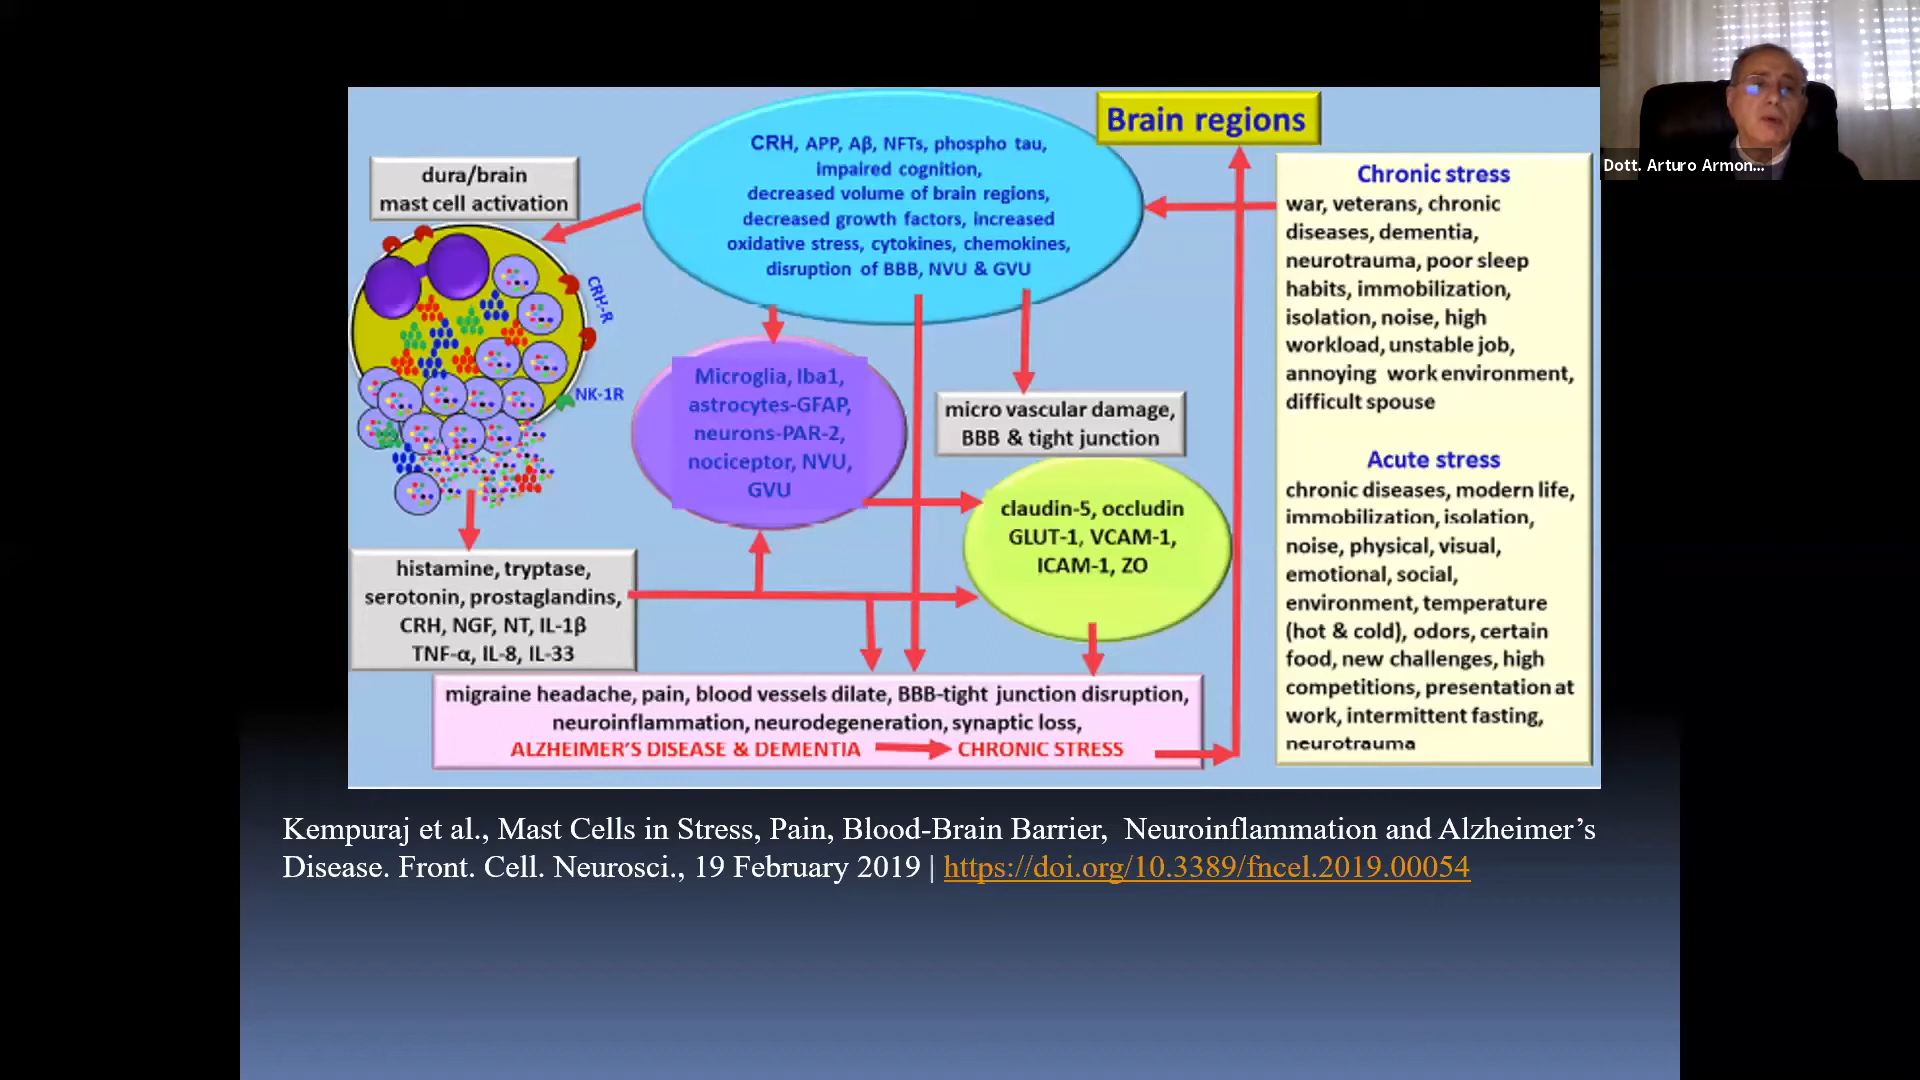 Brain regions
CRH, APP, Aβ, NFTs, phospho tau,
impaired cognition,
decreased volume of brain regions,
decreased growth factors, increased
oxidative stress, cytokines, chemokines,
disruption of BBB, NVU & GVU
dura/brain
mast cell activation
CRH-R
NK-1R
Microglia, Iba1,
astrocytes-GFAP,
neurons-PAR-2,
nociceptor, NVU,
GVU
micro vascular damage,
BBB & tight junction
claudin-5, occludin
GLUT-1, VCAM-1,
ICAM-1, ZO
histamine, tryptase,
serotonin, prostaglandins,
CRH, NGF, NT, IL-1β
TNF-α, IL-8, IL-33
migraine headache, pain, blood vessels dilate, BBB-tight junction disruption,
neuroinflammation, neurodegeneration, synaptic loss,
ALZHEIMER'S DISEASE & DEMENTIA CHRONIC STRESS
Chronic stress
war, veterans, chronic
diseases, dementia,
neurotrauma, poor sleep
habits, immobilization,
isolation, noise, high
workload, unstable job,
annoying work environment,
difficult spouse
Acute stress
chronic diseases, modern life,
immobilization, isolation,
noise, physical, visual,
emotional, social,
environment, temperature
(hot & cold), odors, certain
food, new challenges, high
competitions, presentation at
work, intermittent fasting,
neurotrauma
Dott. Arturo Armon...
Kempuraj et al., Mast Cells in Stress, Pain, Blood-Brain Barrier, Neuroinflammation and Alzheimer’s
Disease. Front. Cell. Neurosci., 19 February 2019 | https://doi.org/10.3389/fncel.2019.00054